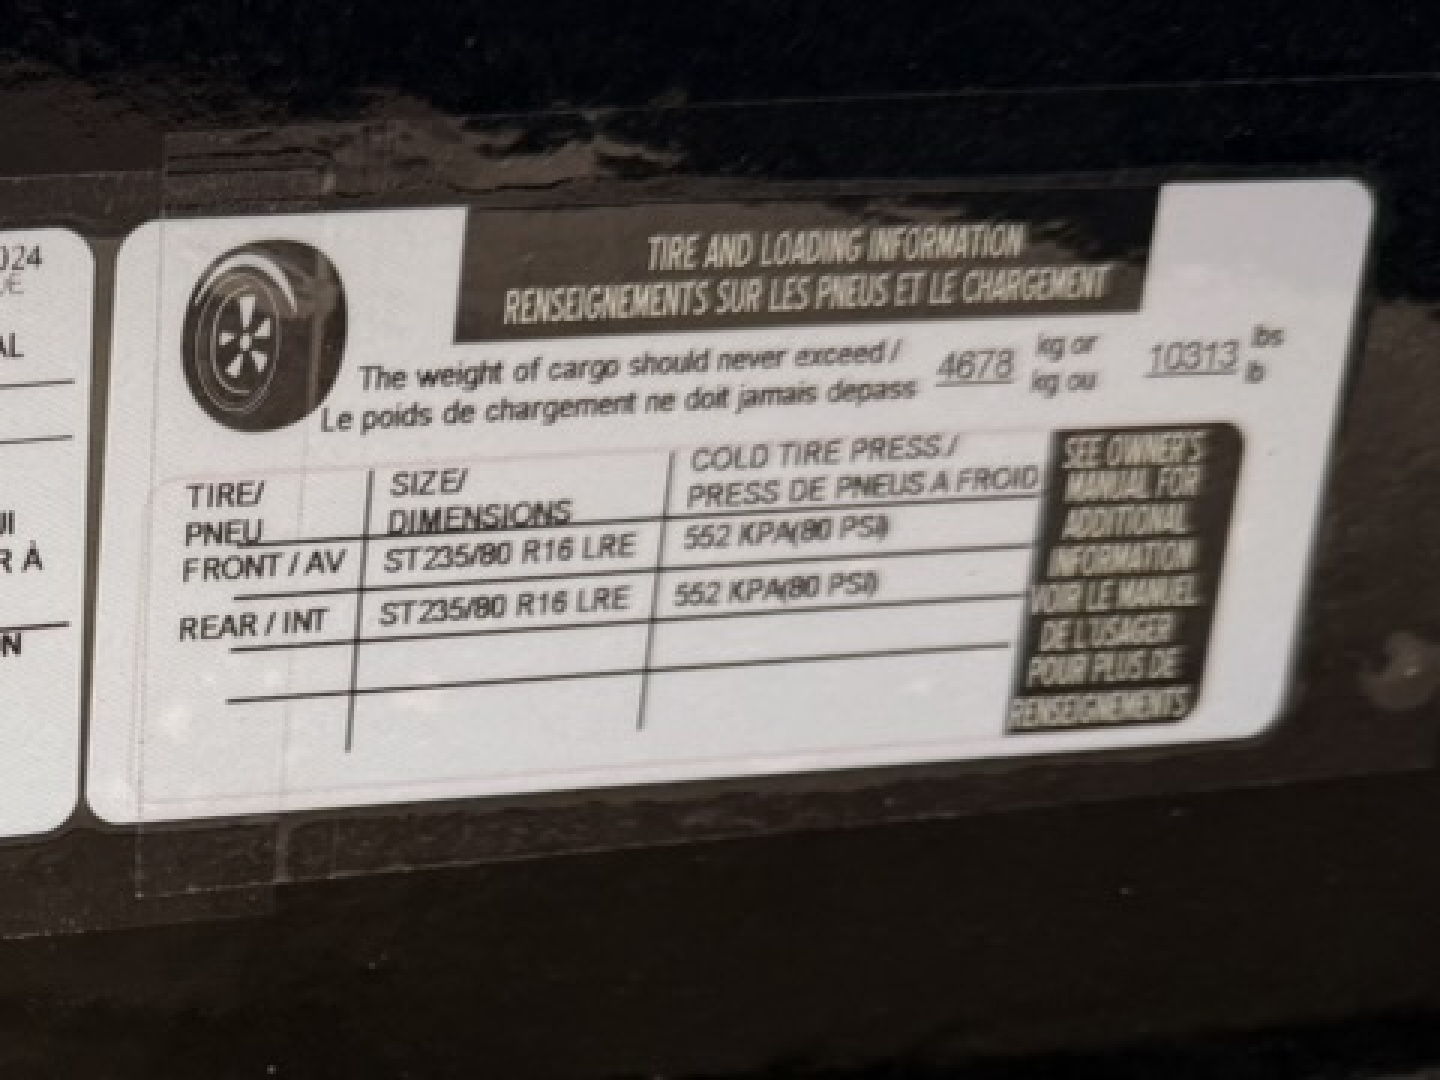 024
AL
JI
R À
N
TIRE AND LOADING INFORMATION
RENSEIGNEMENTS SUR LES PNEUS ET LE CHARGEMENT
The weight of cargo should never exceed / 4678 kg or 10313 lbs
Le poids de chargement ne doit jamais depass kg ou lb
TIRE/ SIZE/ COLD TIRE PRESS /
PNEU DIMENSIONS PRESS DE PNEUS A FROID
FRONT / AV ST235/80 R16 LRE 552 KPA(80 PSI)
REAR / INT ST235/80 R16 LRE 552 KPA(80 PSI)
SEE OWNER'S
MANUAL FOR
ADDITIONAL
INFORMATION
VOIR LE MANUEL
DE L'USAGER
POUR PLUS DE
RENSEIGNEMENTS